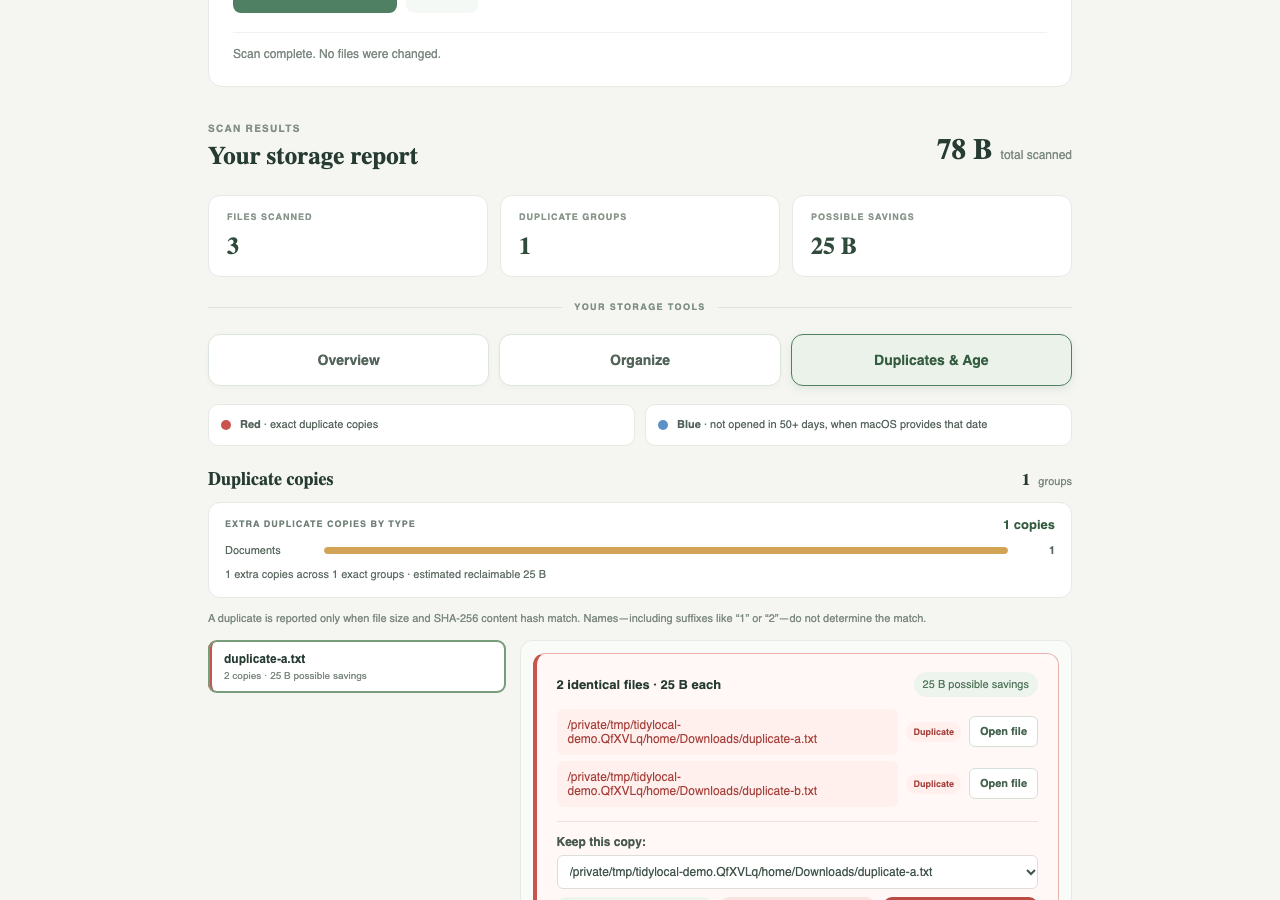 Scan complete. No files were changed.
SCAN RESULTS
Your storage report
78 B total scanned
FILES SCANNED
3
DUPLICATE GROUPS
1
POSSIBLE SAVINGS
25 B
YOUR STORAGE TOOLS
Overview
Organize
Duplicates & Age
Red · exact duplicate copies
Blue · not opened in 50+ days, when macOS provides that date
Duplicate copies
1 groups
EXTRA DUPLICATE COPIES BY TYPE
1 copies
Documents
1
1 extra copies across 1 exact groups · estimated reclaimable 25 B
A duplicate is reported only when file size and SHA-256 content hash match. Names—including suffixes like “1” or “2”—do not determine the match.
duplicate-a.txt
2 copies · 25 B possible savings
2 identical files · 25 B each
25 B possible savings
/private/tmp/tidylocal-
demo.QfXVLq/home/Downloads/duplicate-a.txt
Duplicate
Open file
/private/tmp/tidylocal-
demo.QfXVLq/home/Downloads/duplicate-b.txt
Duplicate
Open file
Keep this copy:
/private/tmp/tidylocal-demo.QfXVLq/home/Downloads/duplicate-a.txt